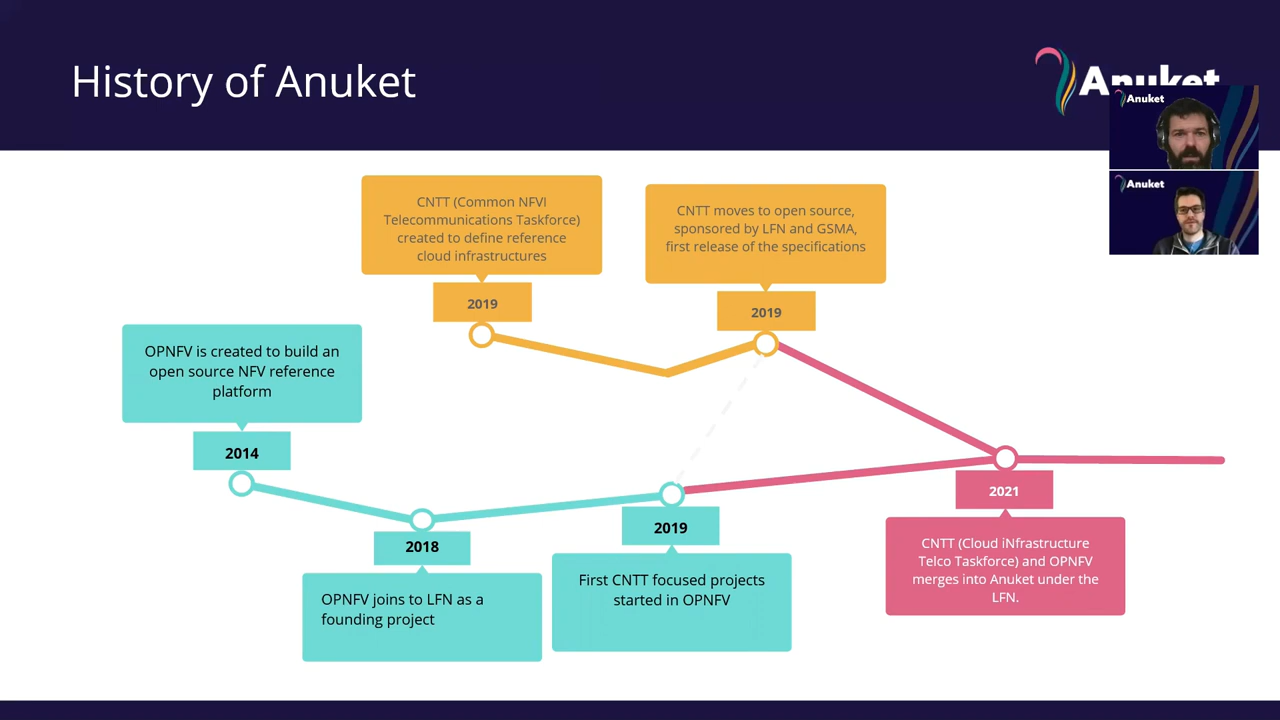 History of Anuket
Anuket
Anuket
Anuket
CNTT (Common NFVI
Telecommunications Taskforce)
created to define reference
cloud infrastructures
2019
CNTT moves to open source,
sponsored by LFN and GSMA,
first release of the specifications
2019
OPNFV is created to build an
open source NFV reference
platform
2014
2018
OPNFV joins to LFN as a
founding project
2019
First CNTT focused projects
started in OPNFV
2021
CNTT (Cloud iNfrastructure
Telco Taskforce) and OPNFV
merges into Anuket under the
LFN.